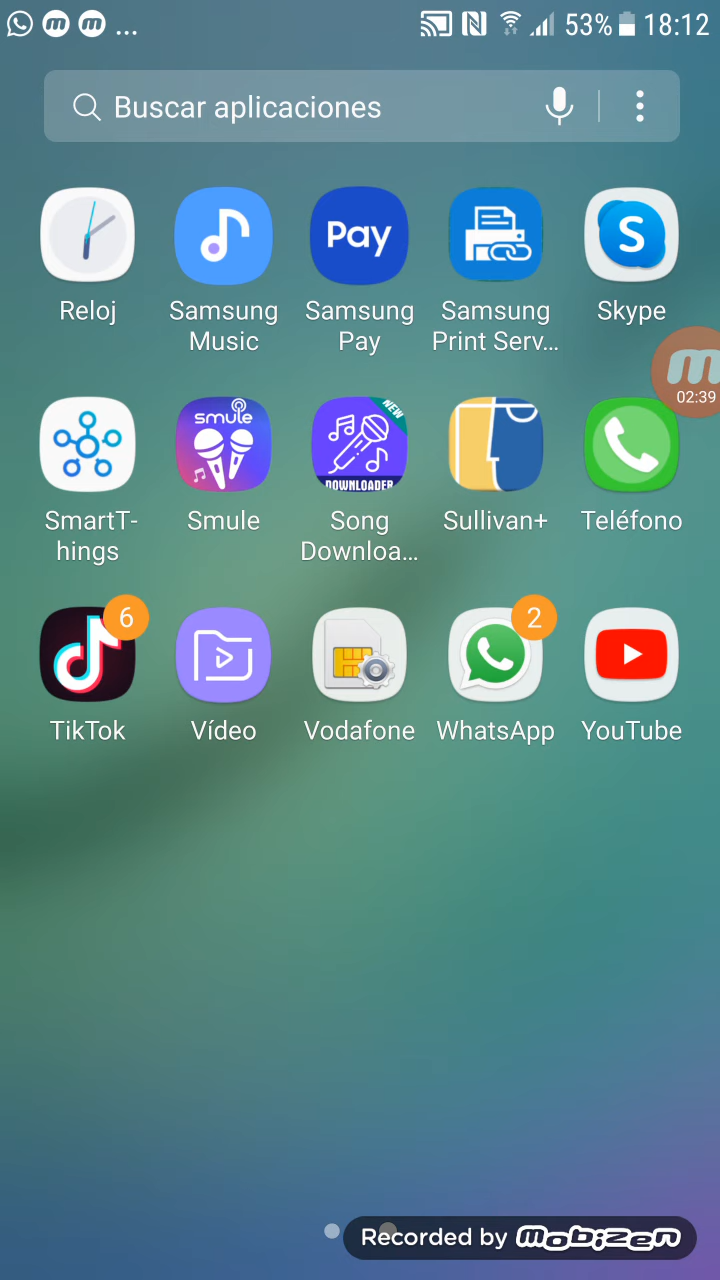 ... 53% 18:12
Buscar aplicaciones
Pay
S
Reloj Samsung Samsung Samsung Skype
Music Pay Print Serv...
m
02:39
smule NEW
DOWNLOADER
SmartT- Smule Song Sullivan+ Teléfono
hings Downloa...
6 2
TikTok Vídeo Vodafone WhatsApp YouTube
Recorded by mobizen